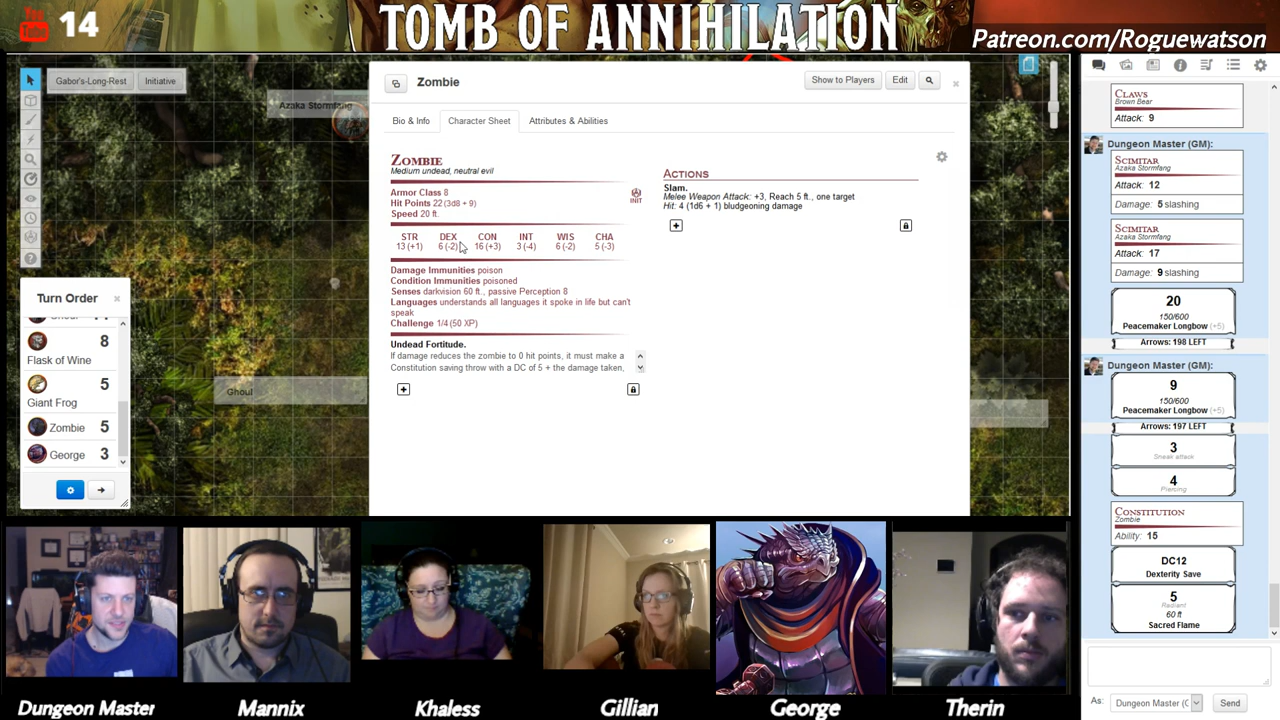 You
Tube
14
TOMB OF ANNIHILATION
Patreon.com/Roguewatson
Gabor's-Long-Rest
Initiative
Azaka Stormfang
Ghoul
Turn Order
8
Flask of Wine
5
Giant Frog
Zombie 5
George 3
Zombie
Show to Players
Edit
Bio & Info
Character Sheet
Attributes & Abilities
ZOMBIE
Medium undead, neutral evil
Armor Class 8
Hit Points 22 (3d8 + 9)
Speed 20 ft.
INIT
STR DEX CON INT WIS CHA
13 (+1) 6 (-2) 16 (+3) 3 (-4) 6 (-2) 5 (-3)
Damage Immunities poison
Condition Immunities poisoned
Senses darkvision 60 ft., passive Perception 8
Languages understands all languages it spoke in life but can't
speak
Challenge 1/4 (50 XP)
Undead Fortitude.
If damage reduces the zombie to 0 hit points, it must make a
Constitution saving throw with a DC of 5 + the damage taken,
ACTIONS
Slam.
Melee Weapon Attack: +3, Reach 5 ft., one target
Hit: 4 (1d6 + 1) bludgeoning damage
CLAWS
Brown Bear
Attack: 9
Dungeon Master (GM):
SCIMITAR
Azaka Stormfang
Attack: 12
Damage: 5 slashing
SCIMITAR
Azaka Stormfang
Attack: 17
Damage: 9 slashing
20
150/600
Peacemaker Longbow (+5)
Arrows: 198 LEFT
Dungeon Master (GM):
9
150/600
Peacemaker Longbow (+5)
Arrows: 197 LEFT
3
Sneak attack
4
Piercing
CONSTITUTION
Zombie
Ability: 15
DC12
Dexterity Save
5
Radiant
60 ft
Sacred Flame
As:
Dungeon Master (G
Send
Dungeon Master
Mannix
Khaless
Gillian
George
Therin